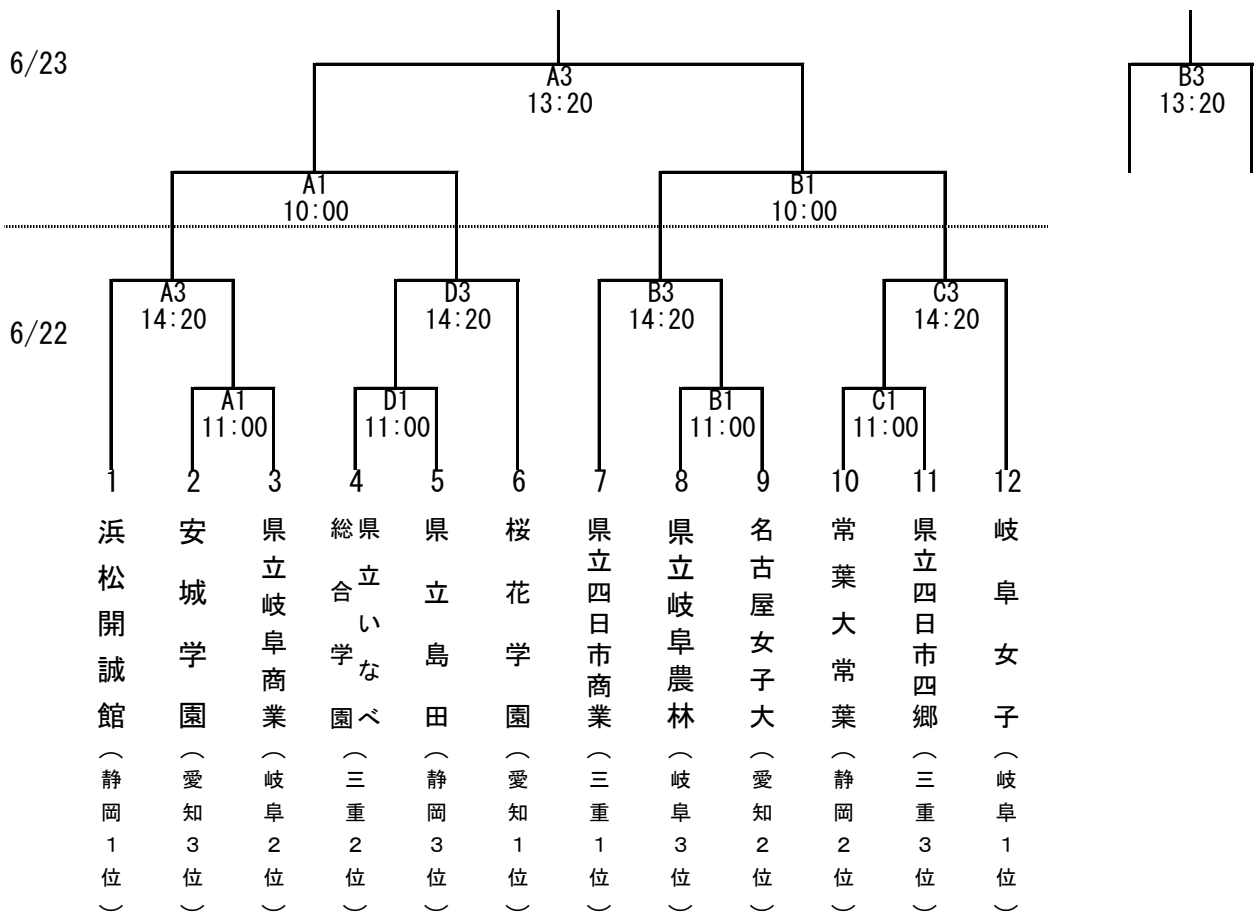 6/23
A3
13:20
B3
13:20
A1
10:00
B1
10:00
6/22
A3
14:20
D3
14:20
B3
14:20
C3
14:20
A1
11:00
D1
11:00
B1
11:00
C1
11:00
1
2
3
4
5
6
7
8
9
10
11
12
浜松開誠館(静岡1位)
安城学園(愛知3位)
県立岐阜商業(岐阜2位)
県立いなべ
総合学園
(三重2位)
県立島田(静岡3位)
桜花学園(愛知1位)
県立四日市商業(三重1位)
県立岐阜農林(岐阜3位)
名古屋女子大(愛知2位)
常葉大常葉(静岡2位)
県立四日市四郷(三重3位)
岐阜女子(岐阜1位)